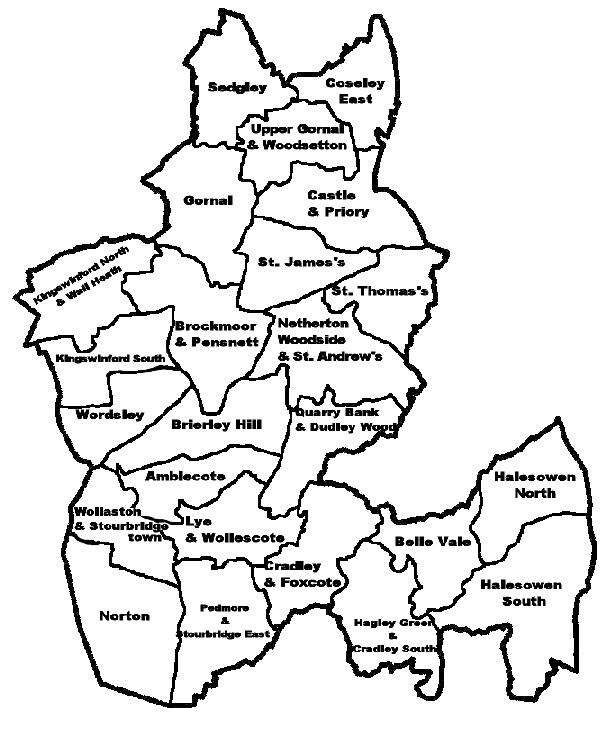 Sedgley
Coseley
East
Upper Gornal
& Woodsetton
Gornal
Castle
& Priory
Kingswinford North
& Wall Heath
St. James's
St. Thomas's
Brockmoor
& Pensnett
Netherton
Woodside
& St. Andrew's
Kingswinford South
Wordsley
Brierley Hill
Quarry Bank
& Dudley Wood
Amblecote
Halesowen
North
Wollaston
& Stourbridge
town
Lye
& Wollescote
Belle Vale
Cradley
& Foxcote
Halesowen
South
Norton
Pedmore
&
Stourbridge East
Hagley Green
&
Cradley South